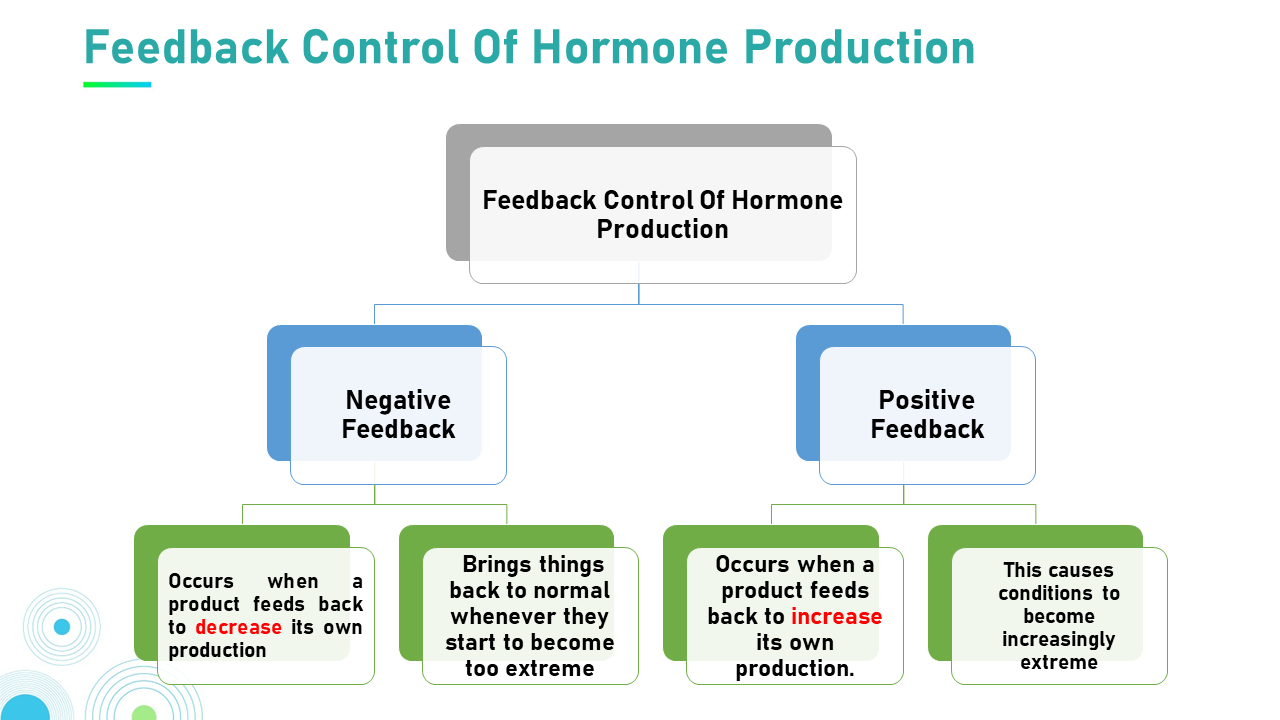 Feedback Control Of Hormone Production
Feedback Control Of Hormone
Production
Negative
Feedback
Positive
Feedback
Occurs when a
product feeds back
to decrease its own
production
Brings things
back to normal
whenever they
start to become
too extreme
Occurs when a
product feeds
back to increase
its own
production.
This causes
conditions to
become
increasingly
extreme